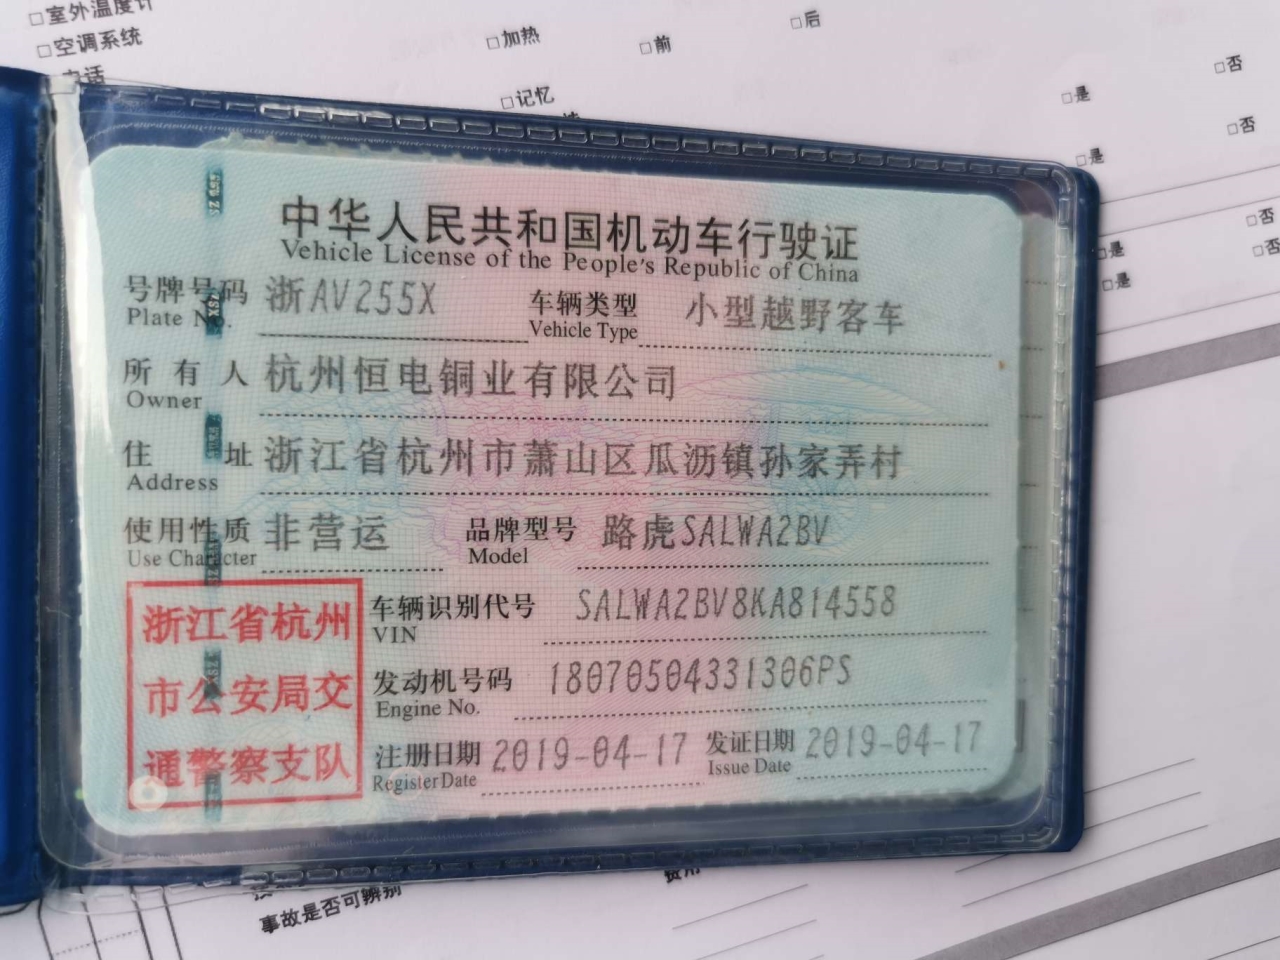 □室外温度计
□空调系统
电话
□加热
□前
□后
□记忆
□是
□否
□是
□否
□是
□否
□是
□否
中华人民共和国机动车行驶证
Vehicle License of the People's Republic of China
号牌号码 浙AV255X 车辆类型 小型越野客车
Plate No. Vehicle Type
所有人 杭州恒电铜业有限公司
Owner
住址 浙江省杭州市萧山区瓜沥镇孙家弄村
Address
使用性质 非营运 品牌型号 路虎SALWA2BV
Use Character Model
浙江省杭州
市公安局交
通警察支队
车辆识别代号 SALWA2BV8KA814558
VIN
发动机号码 18070504331306PS
Engine No.
注册日期 2019-04-17 发证日期 2019-04-17
Register Date Issue Date
事故是否可辨别
费用